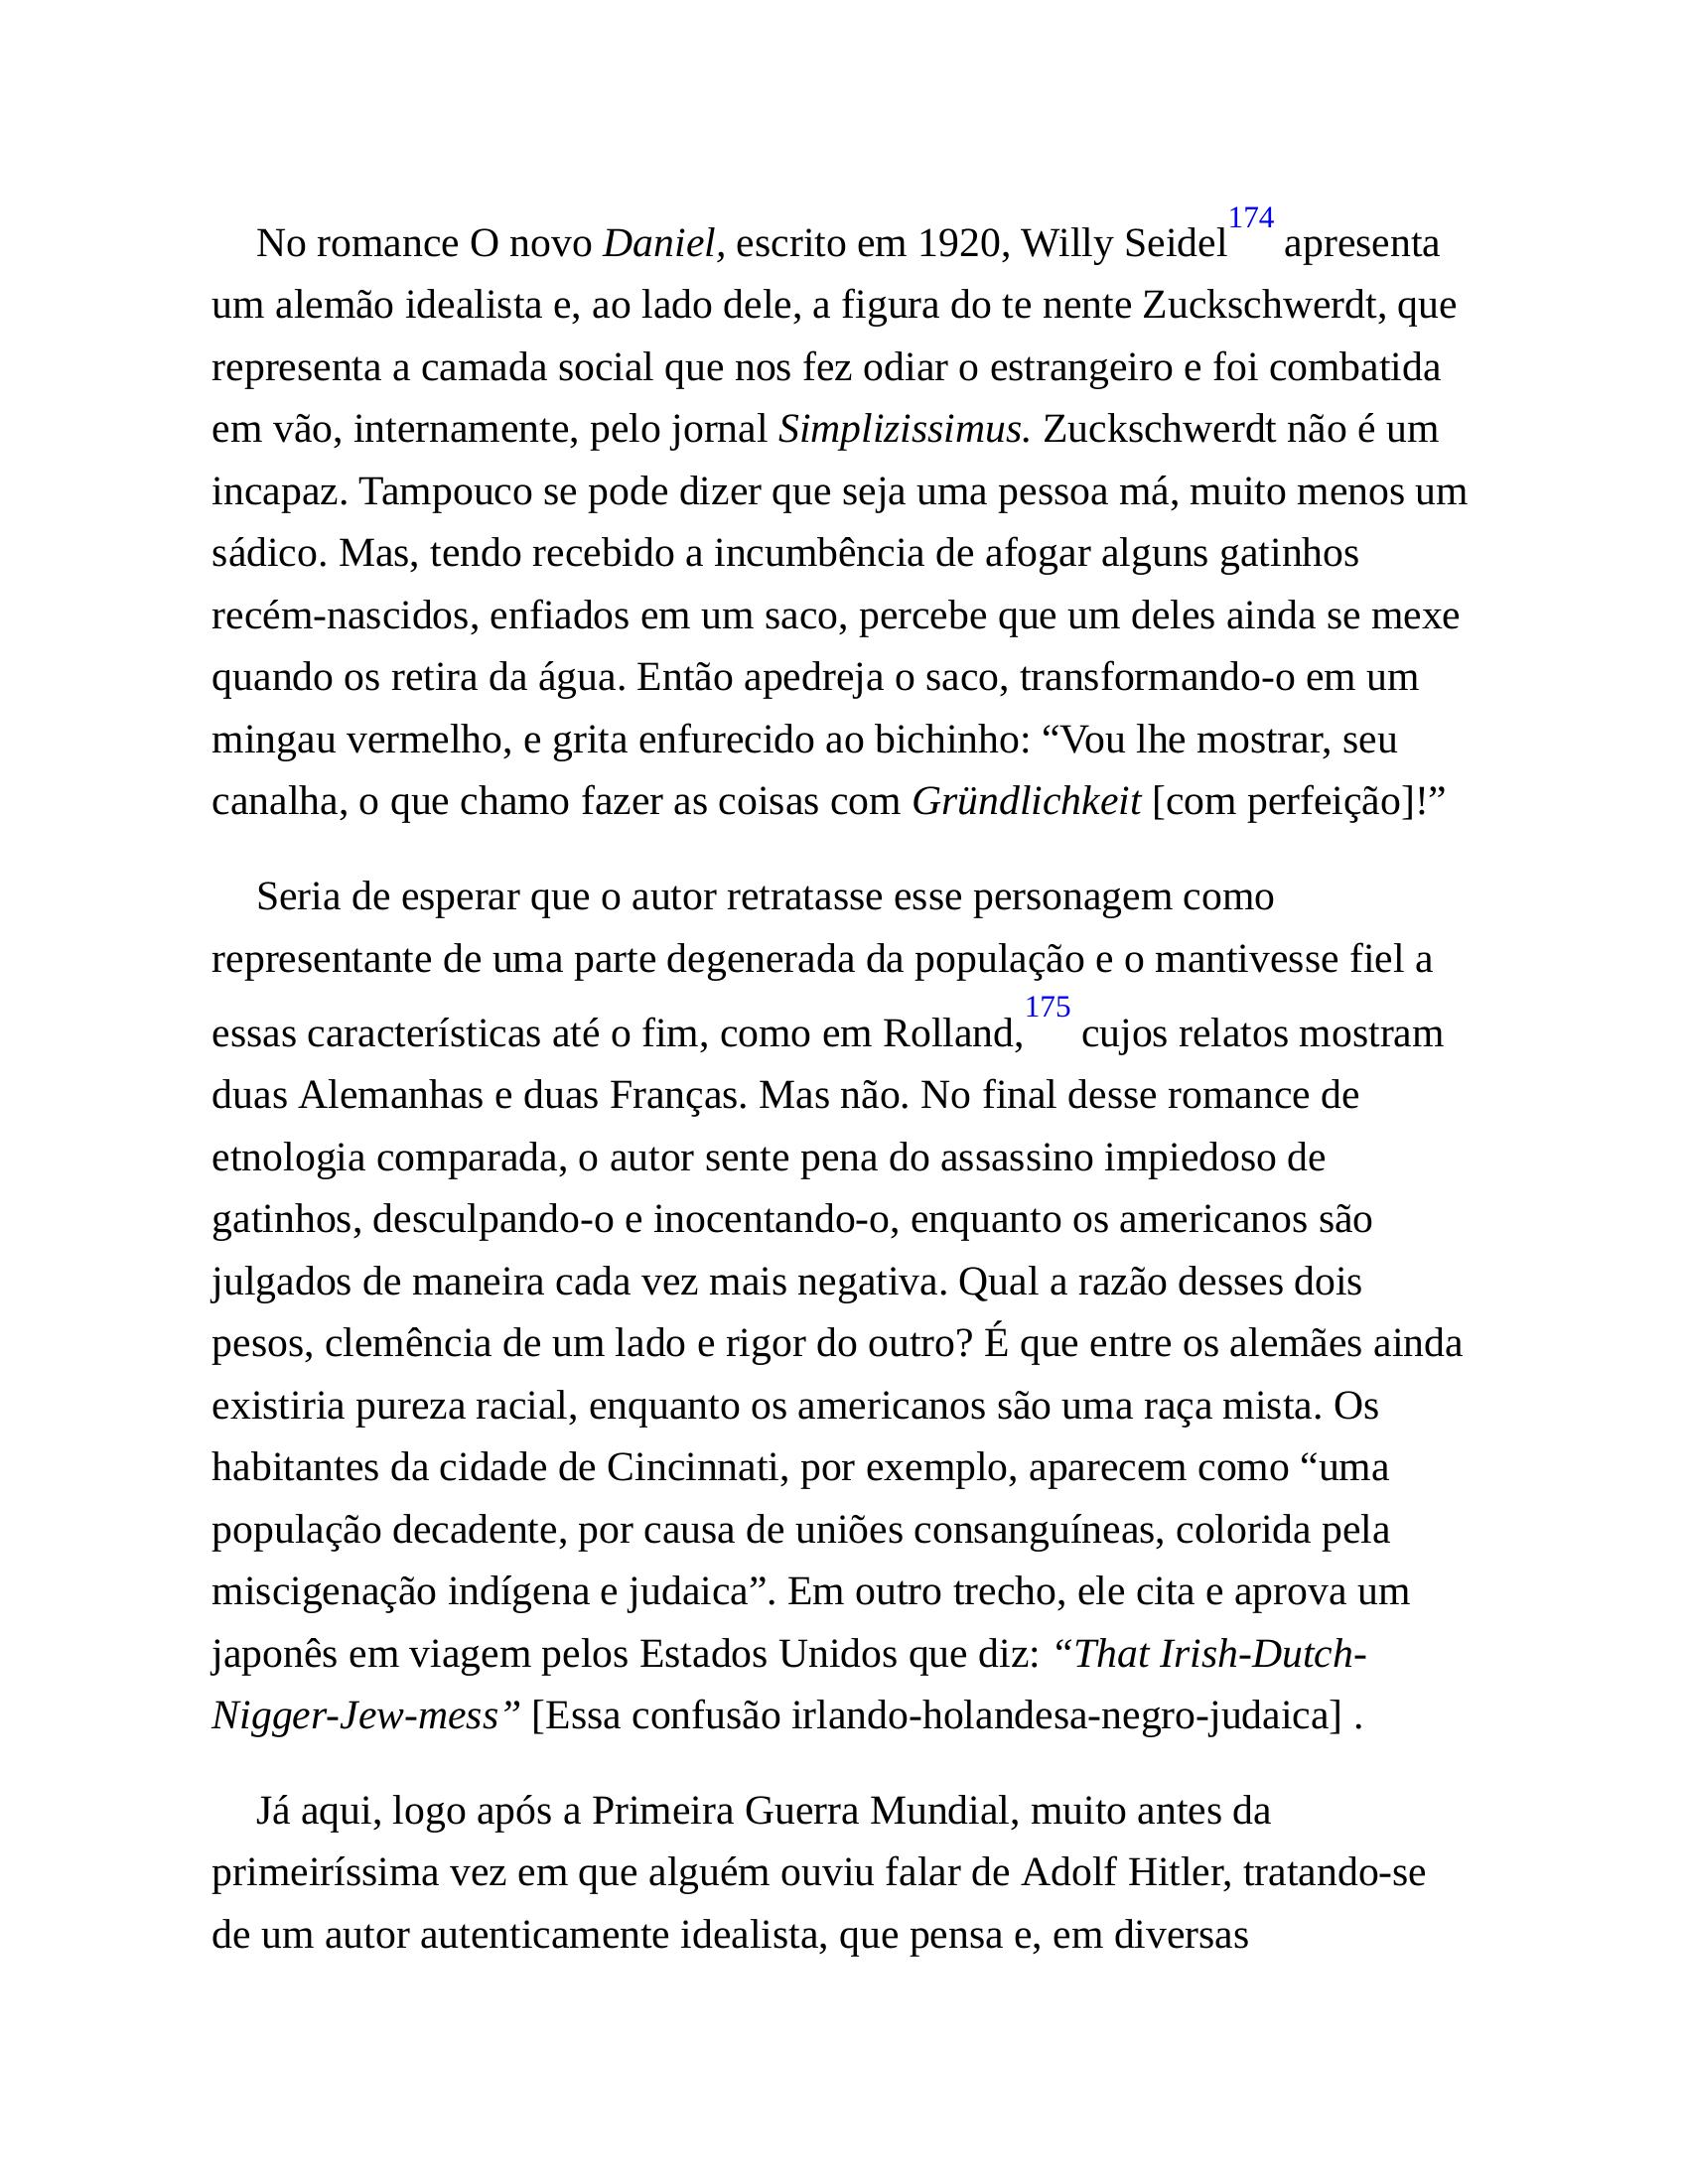 No romance O novo Daniel, escrito em 1920, Willy Seidel174 apresenta
um alemão idealista e, ao lado dele, a figura do te nente Zuckschwerdt, que
representa a camada social que nos fez odiar o estrangeiro e foi combatida
em vão, internamente, pelo jornal Simplizissimus. Zuckschwerdt não é um
incapaz. Tampouco se pode dizer que seja uma pessoa má, muito menos um
sádico. Mas, tendo recebido a incumbência de afogar alguns gatinhos
recém-nascidos, enfiados em um saco, percebe que um deles ainda se mexe
quando os retira da água. Então apedreja o saco, transformando-o em um
mingau vermelho, e grita enfurecido ao bichinho: “Vou lhe mostrar, seu
canalha, o que chamo fazer as coisas com Gründlichkeit [com perfeição]!”
Seria de esperar que o autor retratasse esse personagem como
representante de uma parte degenerada da população e o mantivesse fiel a
essas características até o fim, como em Rolland,175 cujos relatos mostram
duas Alemanhas e duas Franças. Mas não. No final desse romance de
etnologia comparada, o autor sente pena do assassino impiedoso de
gatinhos, desculpando-o e inocentando-o, enquanto os americanos são
julgados de maneira cada vez mais negativa. Qual a razão desses dois
pesos, clemência de um lado e rigor do outro? É que entre os alemães ainda
existiria pureza racial, enquanto os americanos são uma raça mista. Os
habitantes da cidade de Cincinnati, por exemplo, aparecem como “uma
população decadente, por causa de uniões consanguíneas, colorida pela
miscigenação indígena e judaica”. Em outro trecho, ele cita e aprova um
japonês em viagem pelos Estados Unidos que diz: “That Irish-Dutch-
Nigger-Jew-mess” [Essa confusão irlando-holandesa-negro-judaica] .
Já aqui, logo após a Primeira Guerra Mundial, muito antes da
primeiríssima vez em que alguém ouviu falar de Adolf Hitler, tratando-se
de um autor autenticamente idealista, que pensa e, em diversas